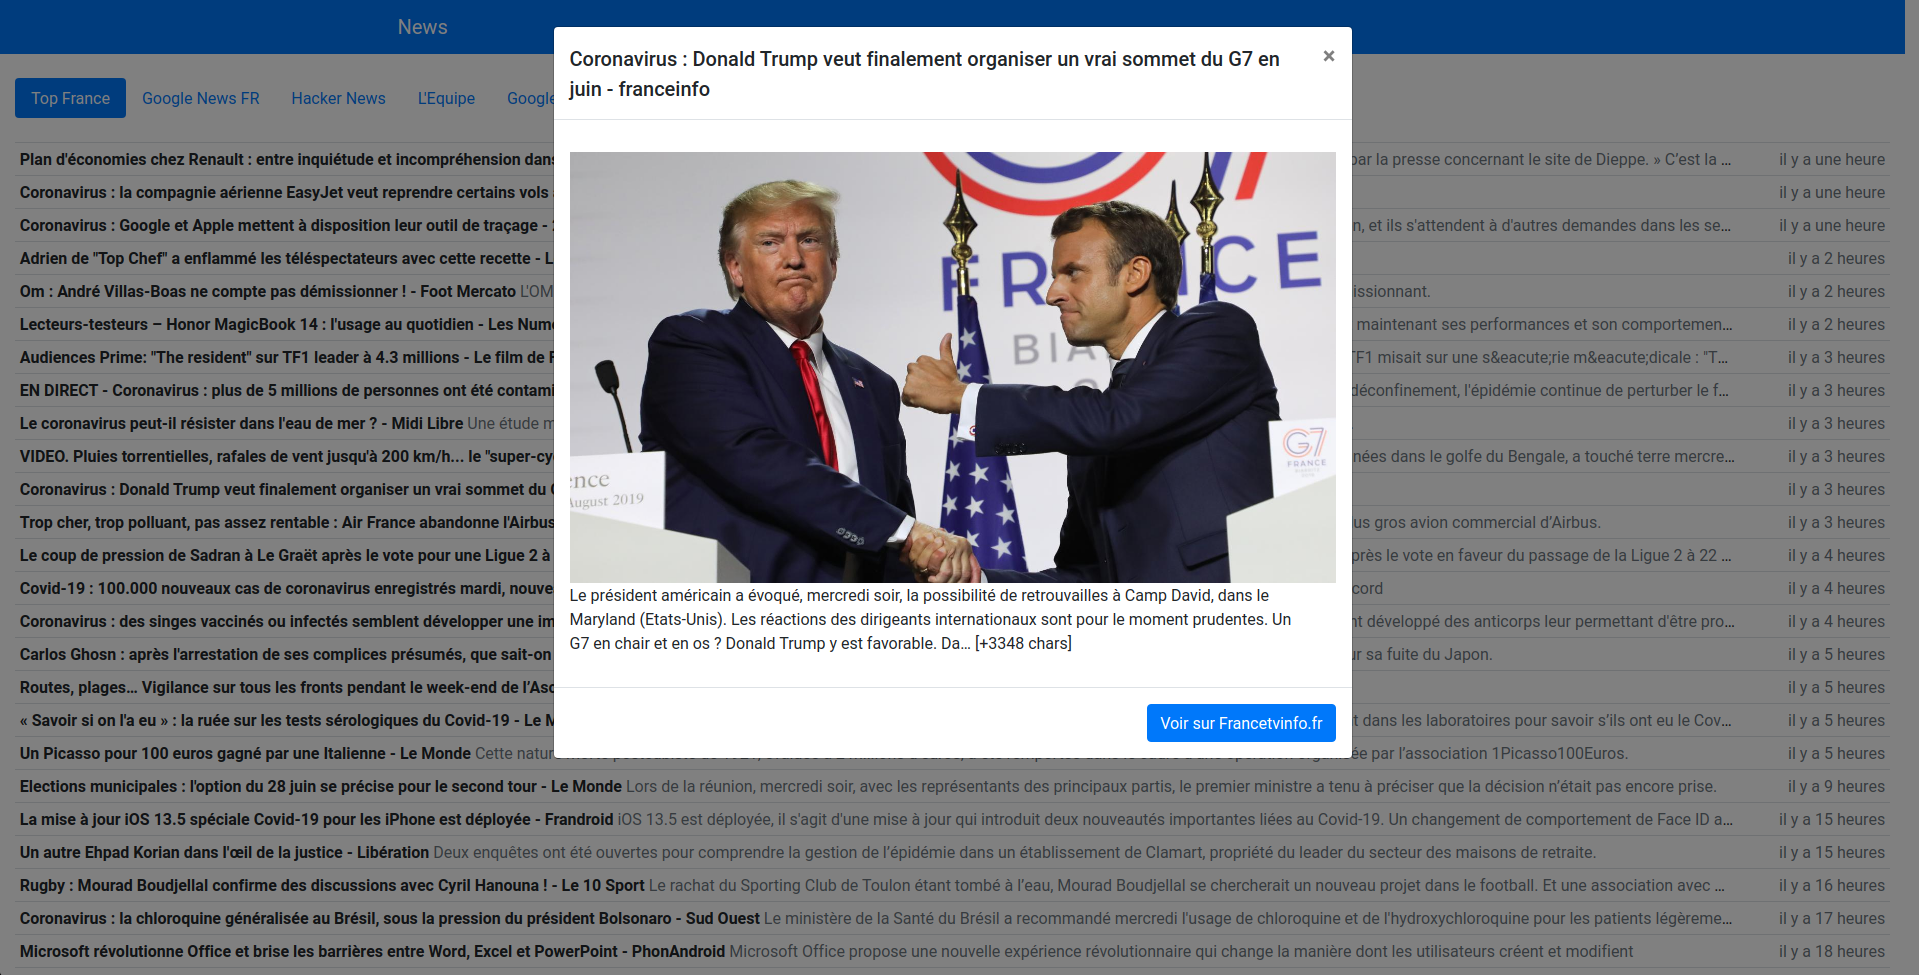 News
Top France Google News FR Hacker News L'Equipe Google
Coronavirus : Donald Trump veut finalement organiser un vrai sommet du G7 en
juin - franceinfo
×
FRANCE
BIA
G7
FRANCE
ence
August 2019
Le président américain a évoqué, mercredi soir, la possibilité de retrouvailles à Camp David, dans le
Maryland (Etats-Unis). Les réactions des dirigeants internationaux sont pour le moment prudentes. Un
G7 en chair et en os ? Donald Trump y est favorable. Da… [+3348 chars]
Voir sur Francetvinfo.fr
Plan d'économies chez Renault : entre inquiétude et incompréhension dans par la presse concernant le site de Dieppe. » C’est la ... il y a une heure
Coronavirus : la compagnie aérienne EasyJet veut reprendre certains vols il y a une heure
Coronavirus : Google et Apple mettent à disposition leur outil de traçage - n, et ils s'attendent à d'autres demandes dans les se... il y a une heure
Adrien de "Top Chef" a enflammé les téléspectateurs avec cette recette - L il y a 2 heures
Om : André Villas-Boas ne compte pas démissionner ! - Foot Mercato L'OM issionnant. il y a 2 heures
Lecteurs-testeurs – Honor MagicBook 14 : l'usage au quotidien - Les Num maintenant ses performances et son comportemen... il y a 2 heures
Audiences Prime: "The resident" sur TF1 leader à 4.3 millions - Le film de TF1 misait sur une s&eacute;rie m&eacute;dicale : "T... il y a 3 heures
EN DIRECT - Coronavirus : plus de 5 millions de personnes ont été contami déconfinement, l'épidémie continue de perturber le f... il y a 3 heures
Le coronavirus peut-il résister dans l'eau de mer ? - Midi Libre Une étude il y a 3 heures
VIDEO. Pluies torrentielles, rafales de vent jusqu'à 200 km/h... le "super-cy nées dans le golfe du Bengale, a touché terre mercre... il y a 3 heures
Coronavirus : Donald Trump veut finalement organiser un vrai sommet du il y a 3 heures
Trop cher, trop polluant, pas assez rentable : Air France abandonne l'Airbus us gros avion commercial d’Airbus. il y a 3 heures
Le coup de pression de Sadran à Le Graët après le vote pour une Ligue 2 à près le vote en faveur du passage de la Ligue 2 à 22 ... il y a 4 heures
Covid-19 : 100.000 nouveaux cas de coronavirus enregistrés mardi, nouve cord il y a 4 heures
Coronavirus : des singes vaccinés ou infectés semblent développer une im nt développé des anticorps leur permettant d'être pro... il y a 4 heures
Carlos Ghosn : après l'arrestation de ses complices présumés, que sait-on ur sa fuite du Japon. il y a 5 heures
Routes, plages… Vigilance sur tous les fronts pendant le week-end de l’Asc il y a 5 heures
« Savoir si on l'a eu » : la ruée sur les tests sérologiques du Covid-19 - Le M t dans les laboratoires pour savoir s’ils ont eu le Cov... il y a 5 heures
Un Picasso pour 100 euros gagné par une Italienne - Le Monde Cette natur ée par l’association 1Picasso100Euros. il y a 5 heures
Elections municipales : l'option du 28 juin se précise pour le second tour - Le Monde Lors de la réunion, mercredi soir, avec les représentants des principaux partis, le premier ministre a tenu à préciser que la décision n’était pas encore prise. il y a 9 heures
La mise à jour iOS 13.5 spéciale Covid-19 pour les iPhone est déployée - Frandroid iOS 13.5 est déployée, il s'agit d'une mise à jour qui introduit deux nouveautés importantes liées au Covid-19. Un changement de comportement de Face ID a... il y a 15 heures
Un autre Ehpad Korian dans l'œil de la justice - Libération Deux enquêtes ont été ouvertes pour comprendre la gestion de l’épidémie dans un établissement de Clamart, propriété du leader du secteur des maisons de retraite. il y a 15 heures
Rugby : Mourad Boudjellal confirme des discussions avec Cyril Hanouna ! - Le 10 Sport Le rachat du Sporting Club de Toulon étant tombé à l’eau, Mourad Boudjellal se chercherait un nouveau projet dans le football. Et une association avec ... il y a 16 heures
Coronavirus : la chloroquine généralisée au Brésil, sous la pression du président Bolsonaro - Sud Ouest Le ministère de la Santé du Brésil a recommandé mercredi l'usage de chloroquine et de l'hydroxychloroquine pour les patients légèreme... il y a 17 heures
Microsoft révolutionne Office et brise les barrières entre Word, Excel et PowerPoint - PhonAndroid Microsoft Office propose une nouvelle expérience révolutionnaire qui change la manière dont les utilisateurs créent et modifient il y a 18 heures